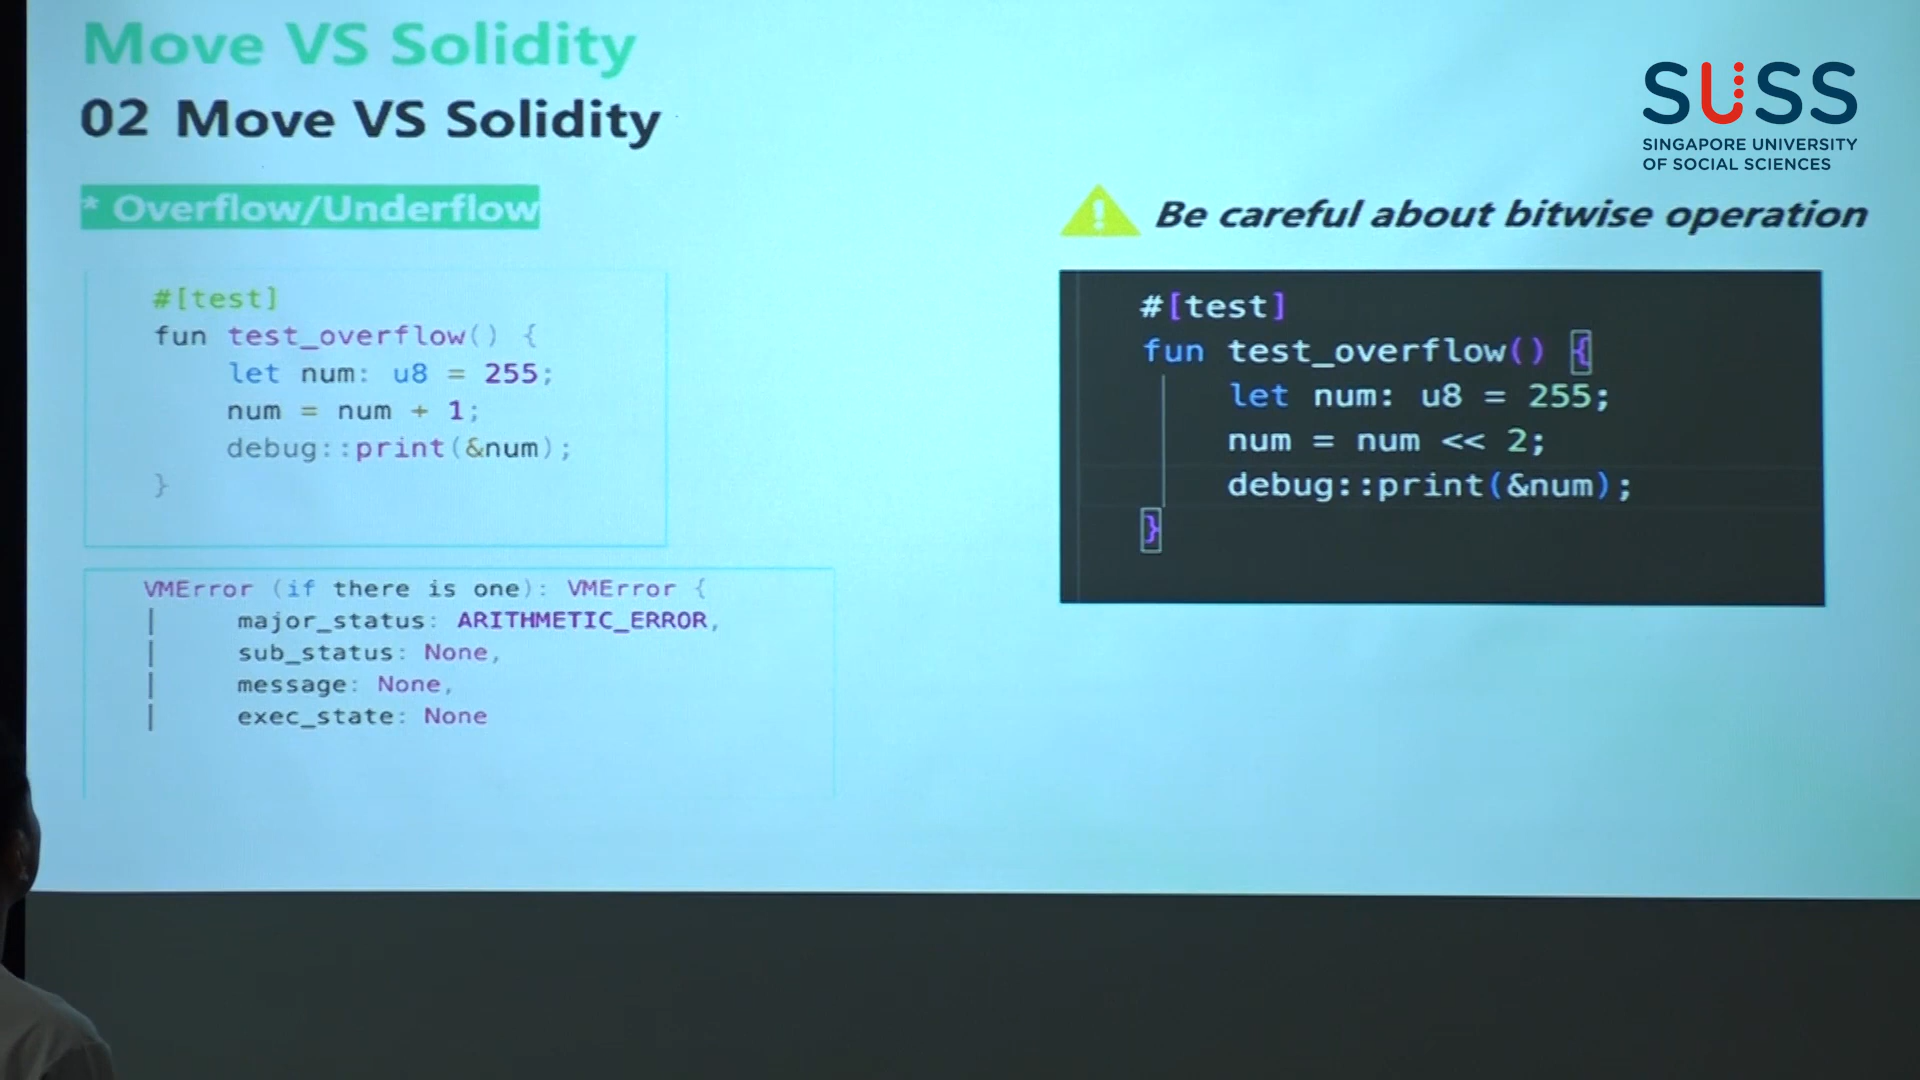 Move VS Solidity
02 Move VS Solidity
* Overflow/Underflow
#[test]
fun test_overflow() {
let num: u8 = 255;
num = num + 1;
debug::print(&num);
}
VMError (if there is one): VMError {
| major_status: ARITHMETIC_ERROR,
| sub_status: None,
| message: None,
| exec_state: None
SUSS
SINGAPORE UNIVERSITY
OF SOCIAL SCIENCES
! Be careful about bitwise operation
#[test]
fun test_overflow() {
let num: u8 = 255;
num = num << 2;
debug::print(&num);
}